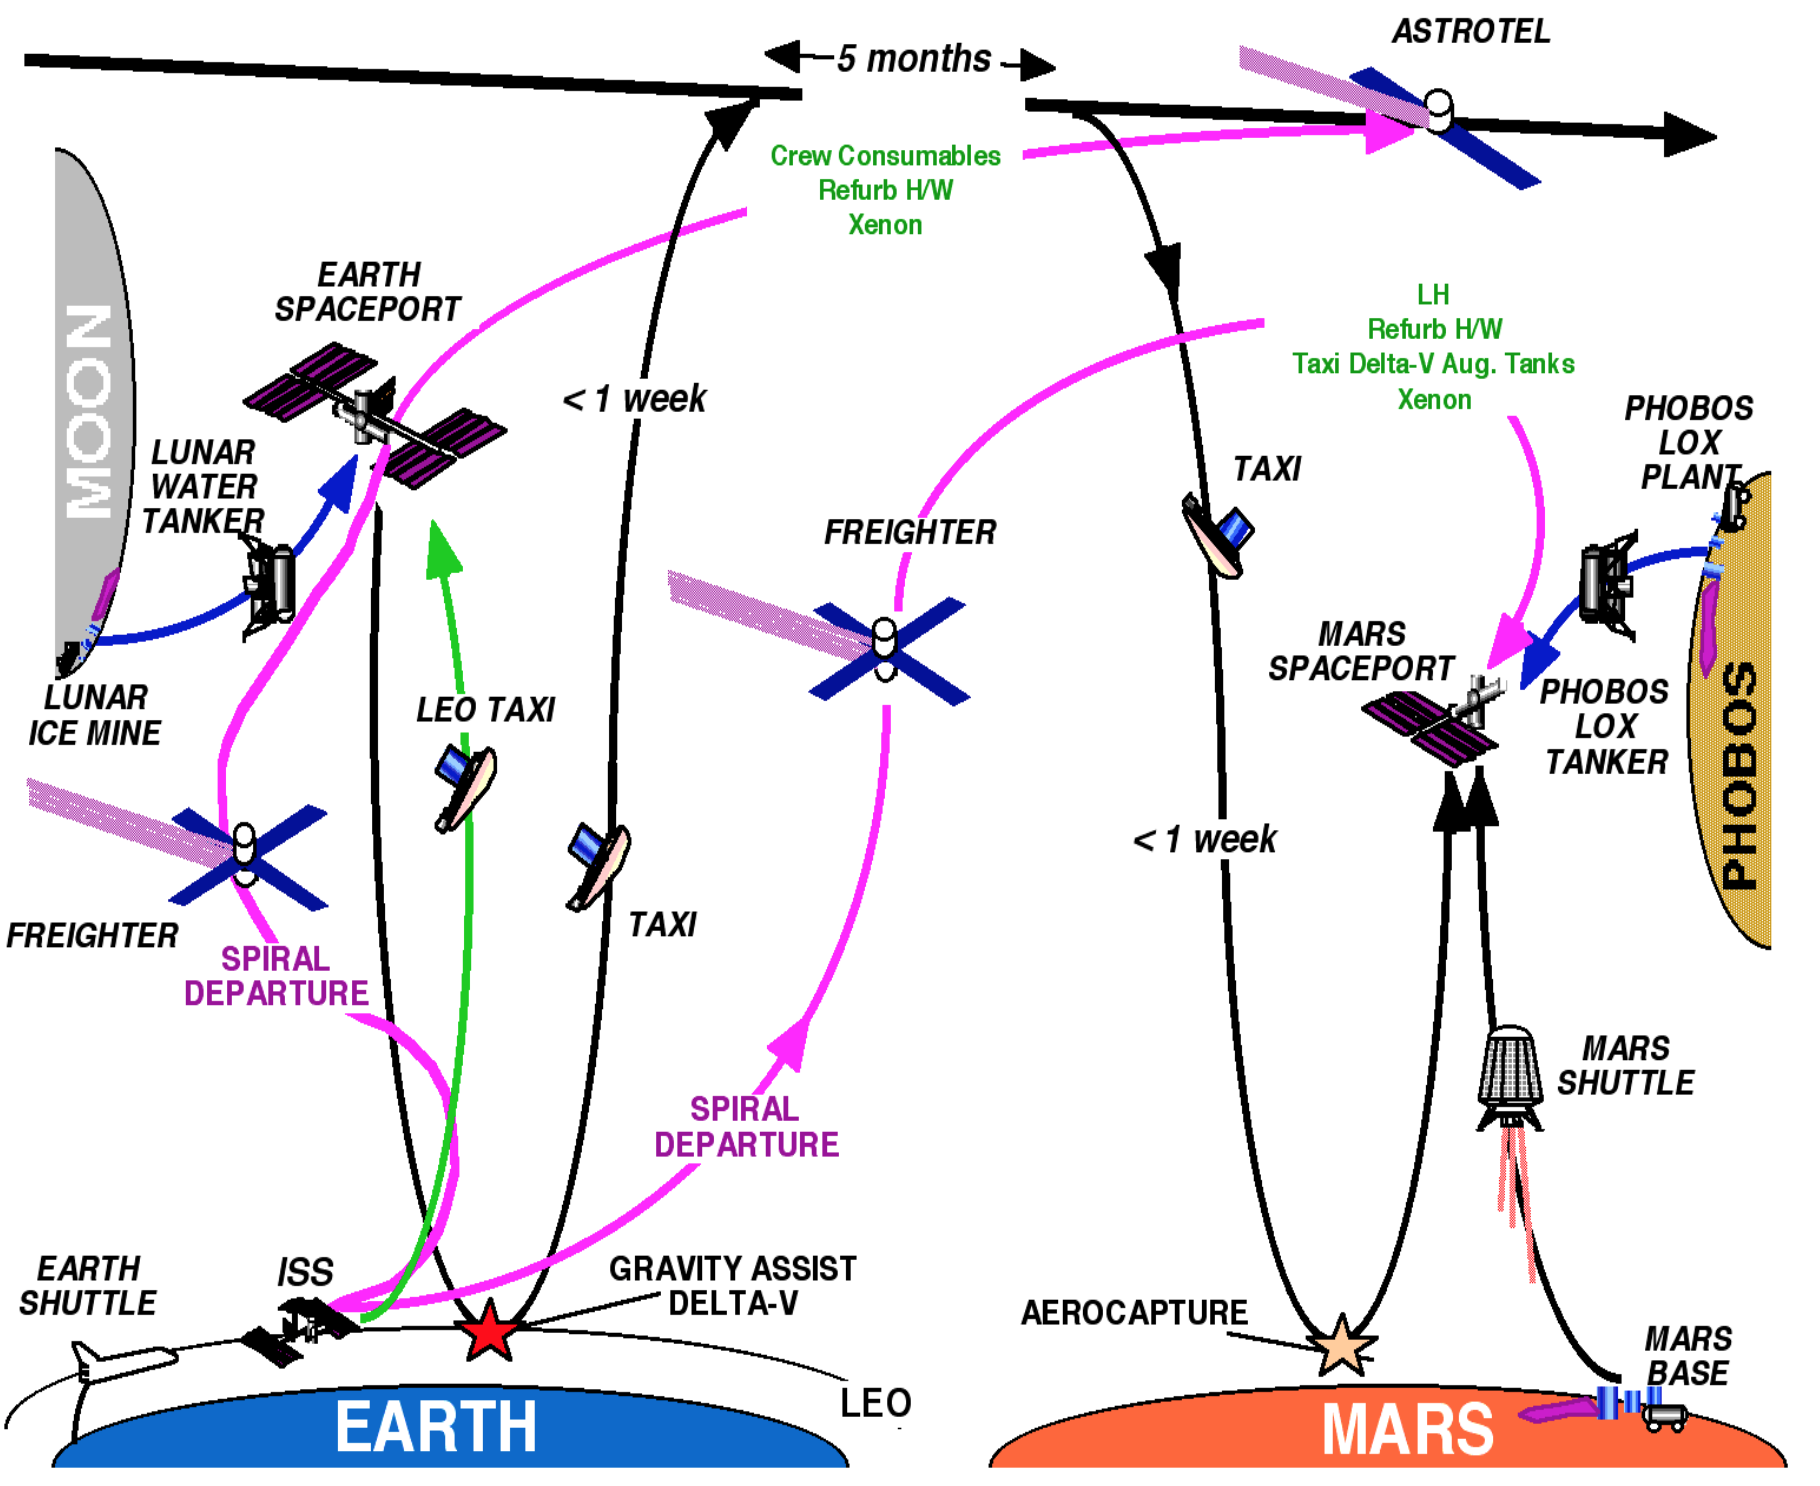 ASTROTEL
5 months
Crew Consumables
Refurb H/W
Xenon
EARTH
SPACEPORT
MOON
LUNAR
WATER
TANKER
< 1 week
LH
Refurb H/W
Taxi Delta-V Aug. Tanks
Xenon
PHOBOS
LOX
PLANT
TAXI
FREIGHTER
MARS
SPACEPORT
LUNAR
ICE MINE
LEO TAXI
PHOBOS
LOX
TANKER
PHOBOS
< 1 week
FREIGHTER
TAXI
SPIRAL
DEPARTURE
MARS
SHUTTLE
SPIRAL
DEPARTURE
EARTH
SHUTTLE
ISS
GRAVITY ASSIST
DELTA-V
AEROCAPTURE
MARS
BASE
LEO
EARTH
MARS